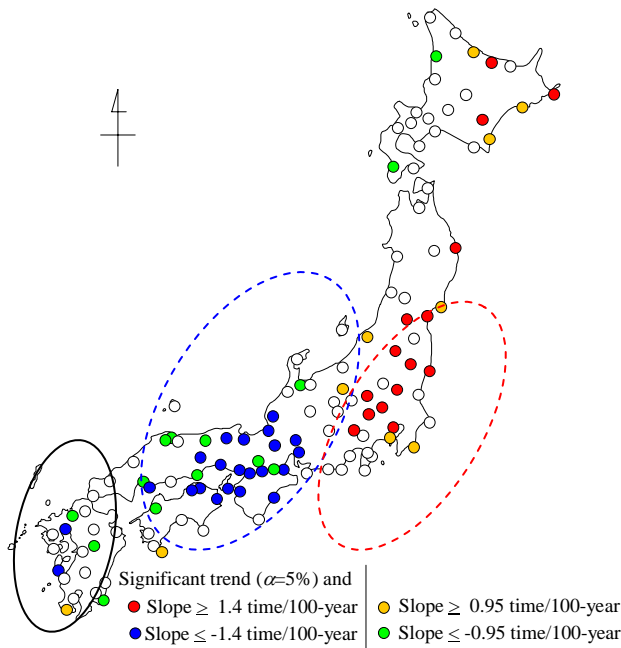 Significant trend (α=5%) and
Slope ≥ 1.4 time/100-year
Slope ≥ 0.95 time/100-year
Slope ≤ -1.4 time/100-year
Slope ≤ -0.95 time/100-year